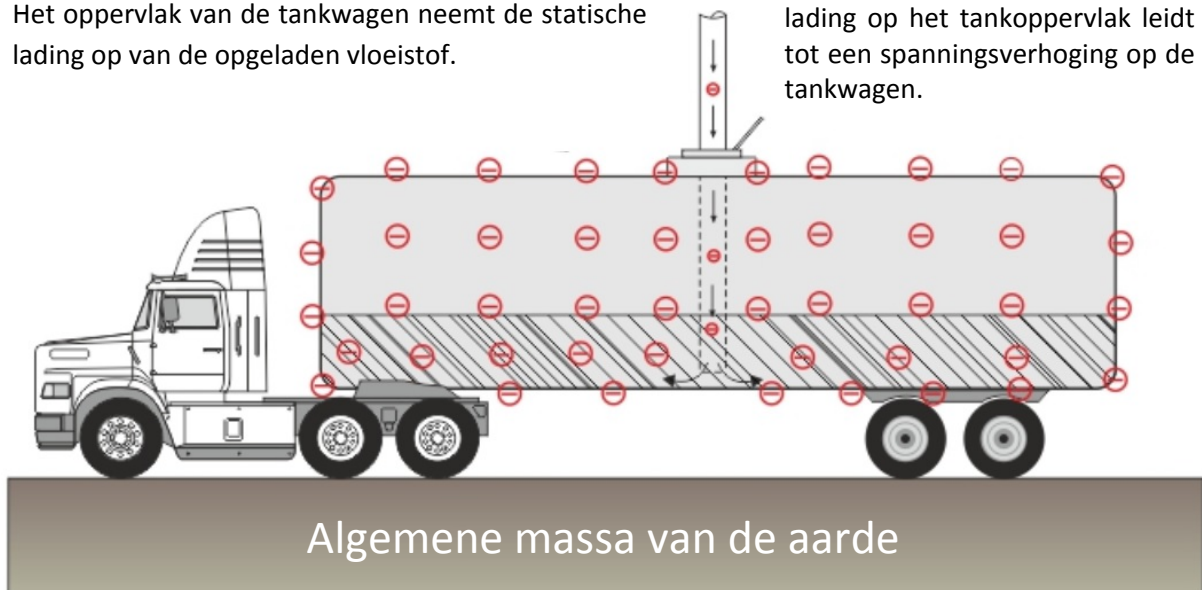 Het oppervlak van de tankwagen neemt de statische
lading op van de opgeladen vloeistof.
lading op het tankoppervlak leidt
tot een spanningsverhoging op de
tankwagen.
Algemene massa van de aarde